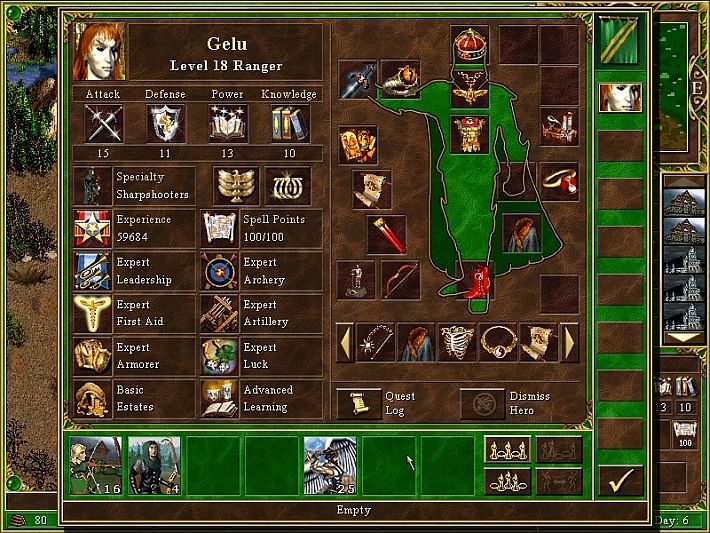 Gelu
Level 18 Ranger
Attack Defense Power Knowledge
15 11 13 10
Specialty
Sharpshooters
Experience
59684
Spell Points
100/100
Expert
Leadership
Expert
Archery
Expert
First Aid
Expert
Artillery
Expert
Armorer
Expert
Luck
Basic
Estates
Advanced
Learning
Quest
Log
Dismiss
Hero
16
4
25
Empty
E
13 10
100
80
Day: 6